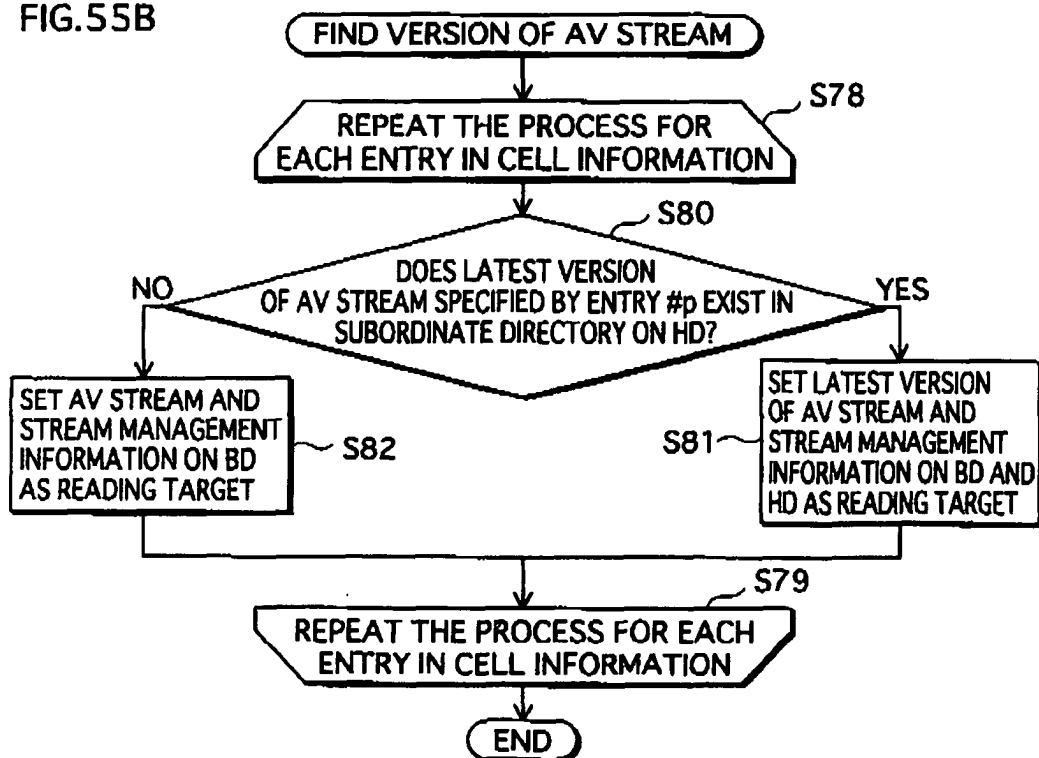 FIG.55B
FIND VERSION OF AV STREAM
S78
REPEAT THE PROCESS FOR
EACH ENTRY IN CELL INFORMATION
S80
DOES LATEST VERSION
OF AV STREAM SPECIFIED BY ENTRY #p EXIST IN
SUBORDINATE DIRECTORY ON HD?
NO
YES
SET AV STREAM AND
STREAM MANAGEMENT
INFORMATION ON BD
AS READING TARGET
S82
S81
SET LATEST VERSION
OF AV STREAM AND
STREAM MANAGEMENT
INFORMATION ON BD AND
HD AS READING TARGET
S79
REPEAT THE PROCESS FOR EACH
ENTRY IN CELL INFORMATION
END